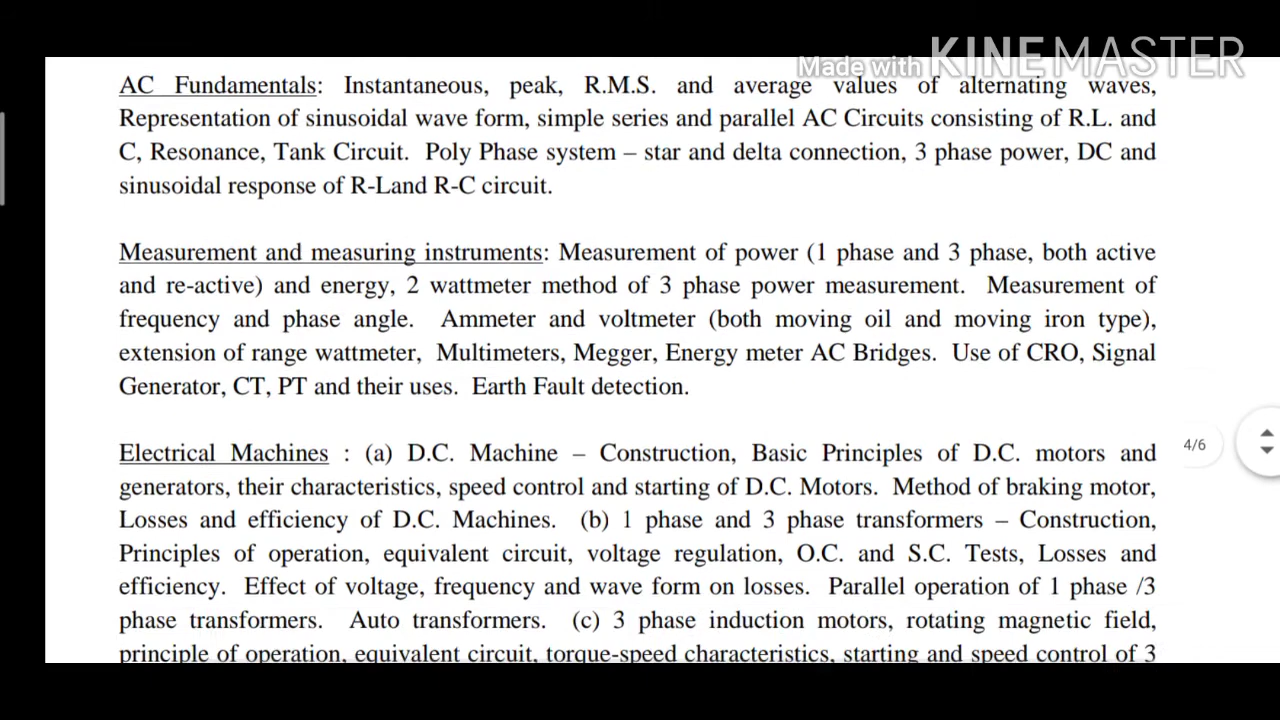 Made with KINEMASTER
AC Fundamentals: Instantaneous, peak, R.M.S. and average values of alternating waves,
Representation of sinusoidal wave form, simple series and parallel AC Circuits consisting of R.L. and
C, Resonance, Tank Circuit. Poly Phase system – star and delta connection, 3 phase power, DC and
sinusoidal response of R-Land R-C circuit.
Measurement and measuring instruments: Measurement of power (1 phase and 3 phase, both active
and re-active) and energy, 2 wattmeter method of 3 phase power measurement. Measurement of
frequency and phase angle. Ammeter and voltmeter (both moving oil and moving iron type),
extension of range wattmeter, Multimeters, Megger, Energy meter AC Bridges. Use of CRO, Signal
Generator, CT, PT and their uses. Earth Fault detection.
4/6
Electrical Machines : (a) D.C. Machine – Construction, Basic Principles of D.C. motors and
generators, their characteristics, speed control and starting of D.C. Motors. Method of braking motor,
Losses and efficiency of D.C. Machines. (b) 1 phase and 3 phase transformers – Construction,
Principles of operation, equivalent circuit, voltage regulation, O.C. and S.C. Tests, Losses and
efficiency. Effect of voltage, frequency and wave form on losses. Parallel operation of 1 phase /3
phase transformers. Auto transformers. (c) 3 phase induction motors, rotating magnetic field,
principle of operation, equivalent circuit, torque-speed characteristics, starting and speed control of 3